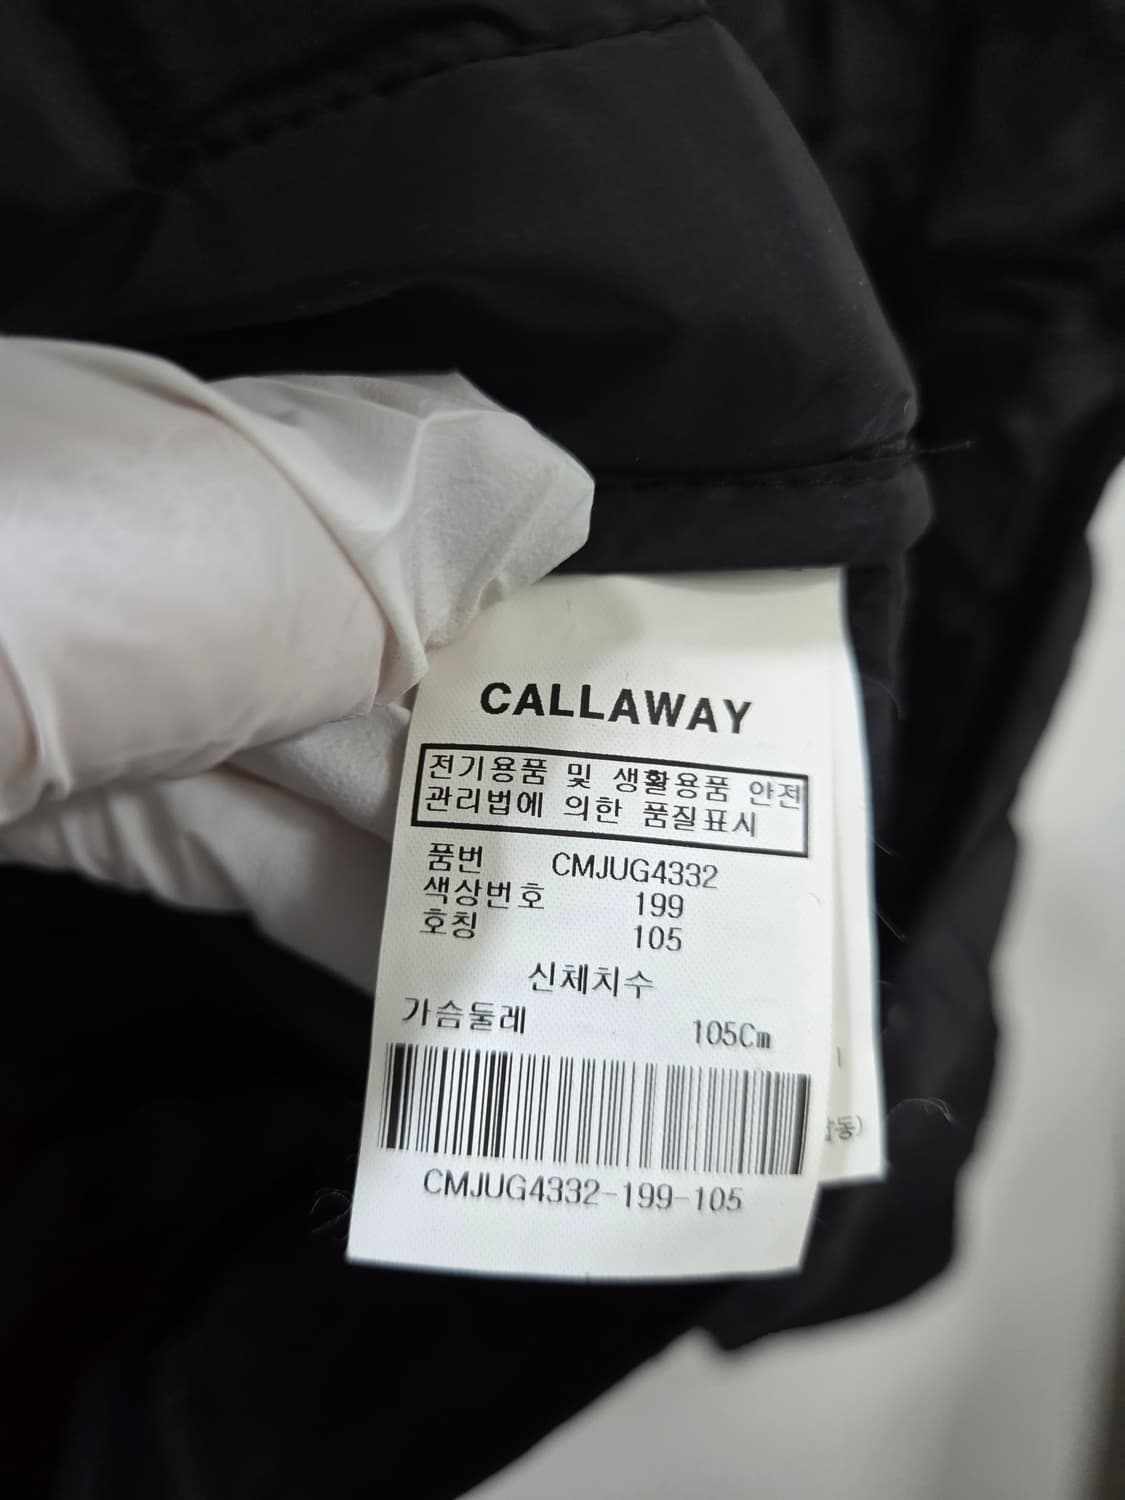 CALLAWAY
전기용품 및 생활용품 안전
관리법에 의한 품질표시
품번 CMJUG4332
색상번호 199
호칭 105
신체치수
가슴둘레 105Cm
CMJUG4332-199-105
동)